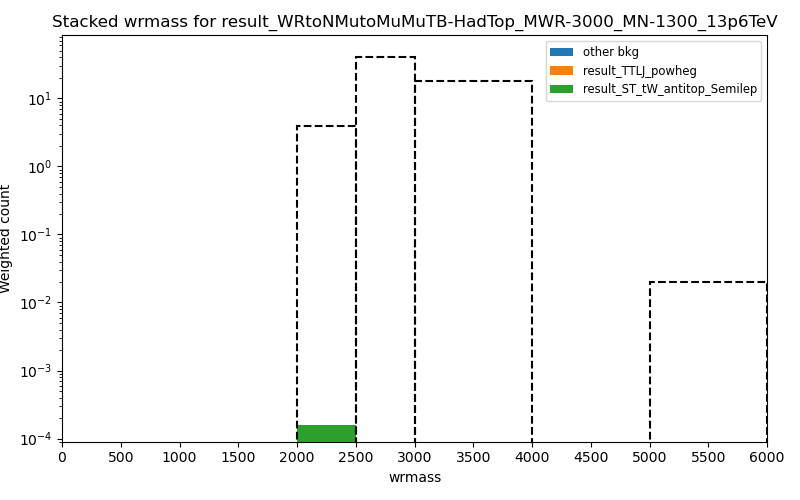 Stacked wrmass for result_WRtoNMutoMuMuTB-HadTop_MWR-3000_MN-1300_13p6TeV
other bkg
result_TTLJ_powheg
result_ST_tW_antitop_Semilep
Weighted count
10¹
10⁰
10⁻¹
10⁻²
10⁻³
10⁻⁴
0 500 1000 1500 2000 2500 3000 3500 4000 4500 5000 5500 6000
wrmass